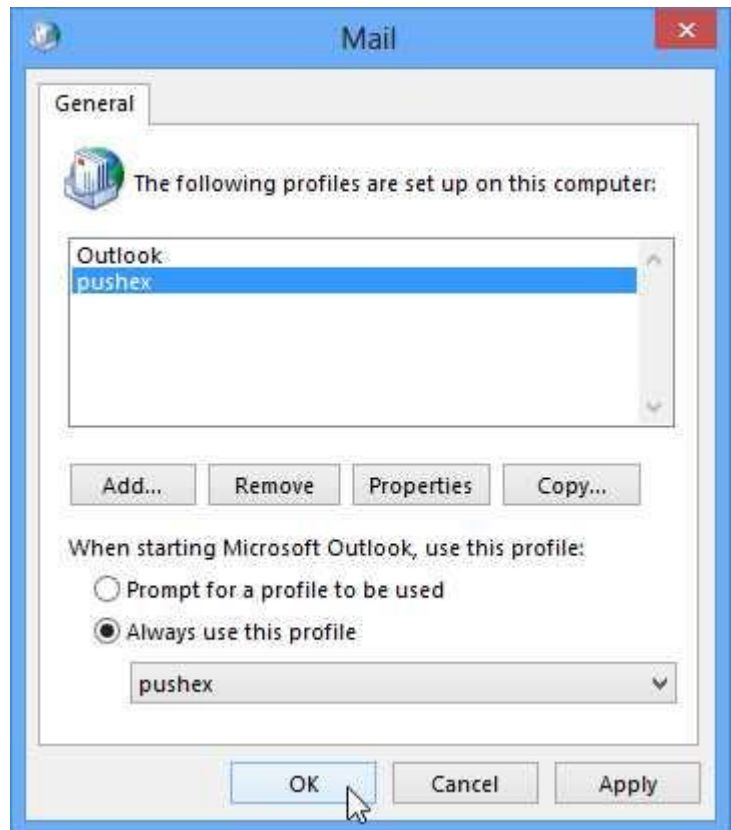 Mail
General
The following profiles are set up on this computer:
Outlook
pushex
Add... Remove Properties Copy...
When starting Microsoft Outlook, use this profile:
Prompt for a profile to be used
Always use this profile
pushex
OK Cancel Apply